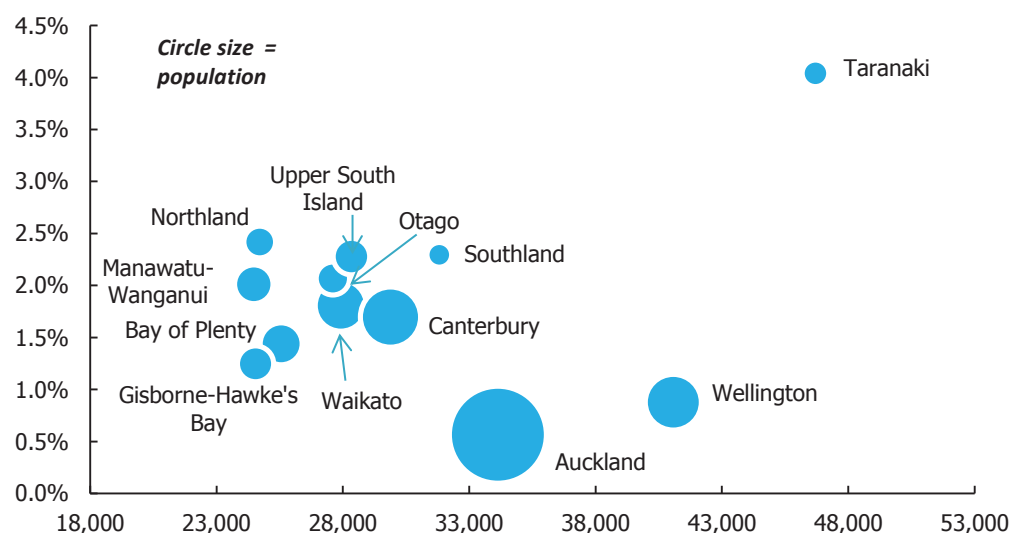 4.5%
Circle size =
population
4.0%
Taranaki
3.5%
3.0%
Upper South
Island
2.5%
Northland
Otago
Southland
Manawatu-
Wanganui
2.0%
1.5%
Bay of Plenty
Canterbury
1.0%
Gisborne-Hawke's
Bay
Waikato
Wellington
0.5%
Auckland
0.0%
18,000 23,000 28,000 33,000 38,000 43,000 48,000 53,000